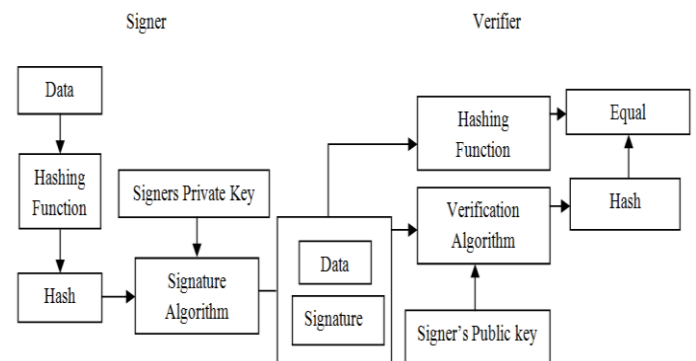 Signer
Verifier
Data
Hashing
Function
Hash
Signers Private Key
Signature
Algorithm
Data
Signature
Hashing
Function
Equal
Verification
Algorithm
Hash
Signer's Public key